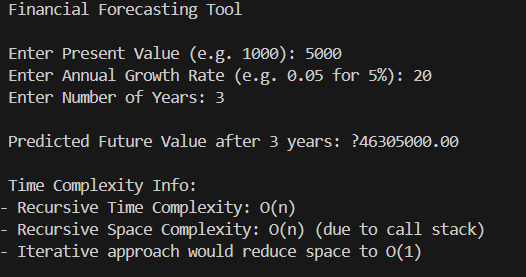 Financial Forecasting Tool
Enter Present Value (e.g. 1000): 5000
Enter Annual Growth Rate (e.g. 0.05 for 5%): 20
Enter Number of Years: 3
Predicted Future Value after 3 years: ?46305000.00
Time Complexity Info:
- Recursive Time Complexity: O(n)
- Recursive Space Complexity: O(n) (due to call stack)
- Iterative approach would reduce space to O(1)